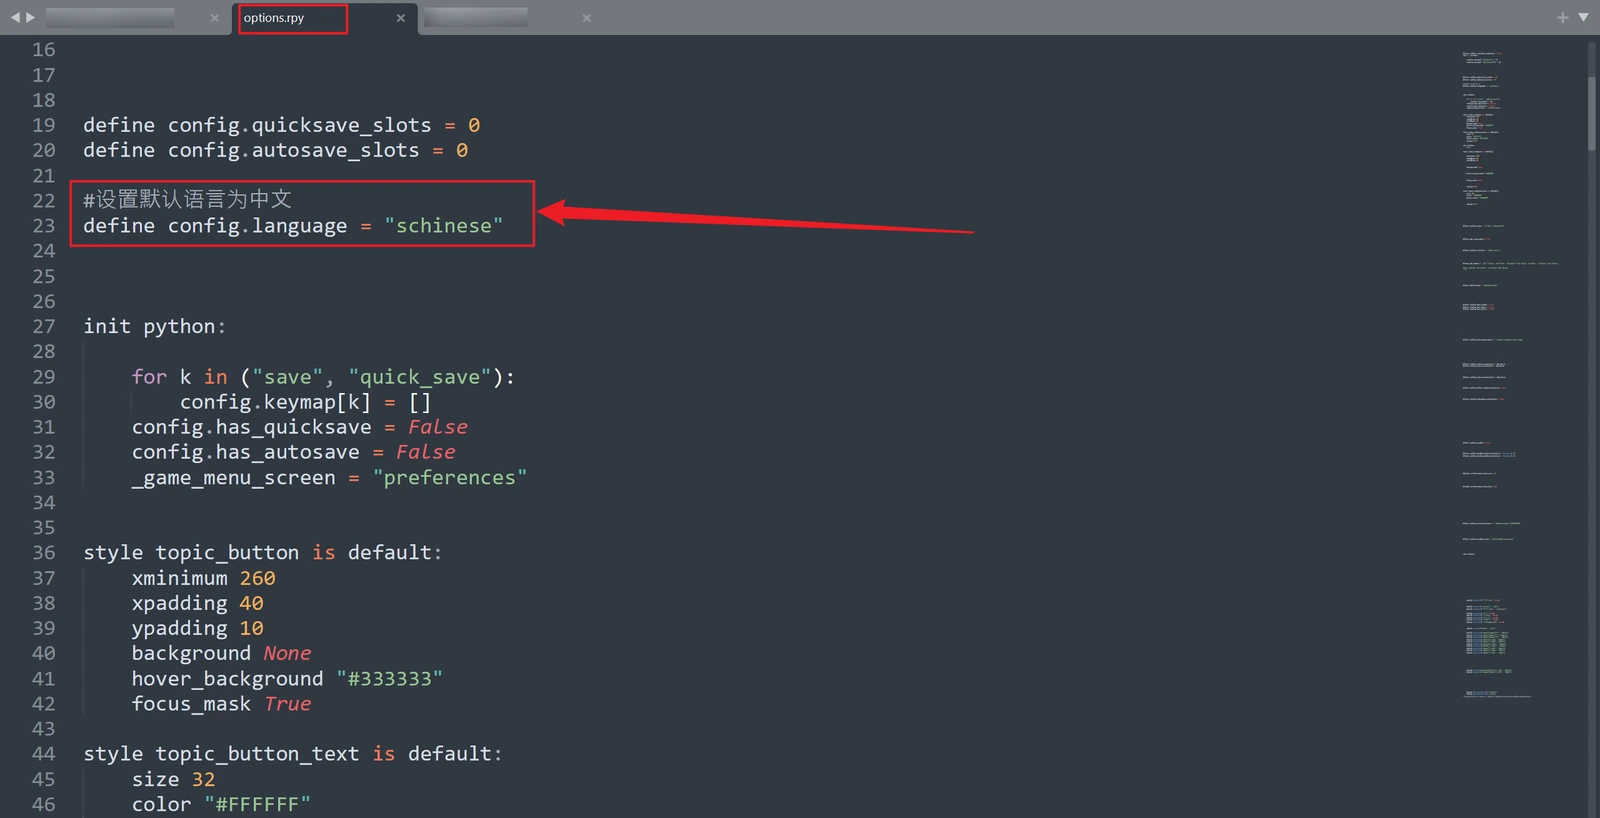 options.rpy
16
17
18
19 define config.quicksave_slots = 0
20 define config.autosave_slots = 0
21
22 #设置默认语言为中文
23 define config.language = "schinese"
24
25
26
27 init python:
28
29 for k in ("save", "quick_save"):
30 config.keymap[k] = []
31 config.has_quicksave = False
32 config.has_autosave = False
33 _game_menu_screen = "preferences"
34
35
36 style topic_button is default:
37 xminimum 260
38 xpadding 40
39 ypadding 10
40 background None
41 hover_background "#333333"
42 focus_mask True
43
44 style topic_button_text is default:
45 size 32
46 color "#FFFFFF"